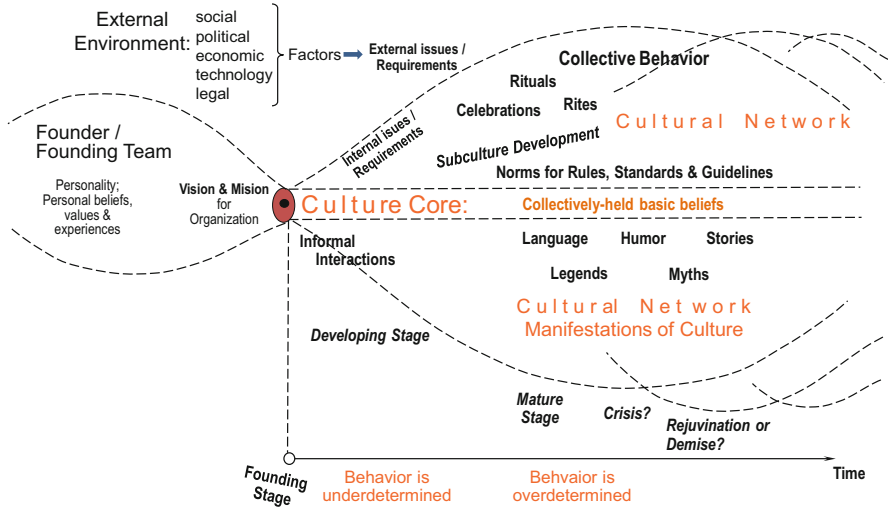 External
Environment:
social
political
economic
technology
legal
Factors
External issues /
Requirements
Collective Behavior
Rituals
Celebrations
Rites
Cultural Network
Internal isues /
Requirements
Subculture Development
Founder /
Founding Team
Personality;
Personal beliefs,
values &
experiences
Vision & Mision
for
Organization
Norms for Rules, Standards & Guidelines
Culture Core:
Collectively-held basic beliefs
Informal
Interactions
Language
Humor
Stories
Legends
Myths
Cultural Network
Manifestations of Culture
Developing Stage
Mature
Stage
Crisis?
Rejuvination or
Demise?
Founding
Stage
Behavior is
underdetermined
Behvaior is
overdetermined
Time